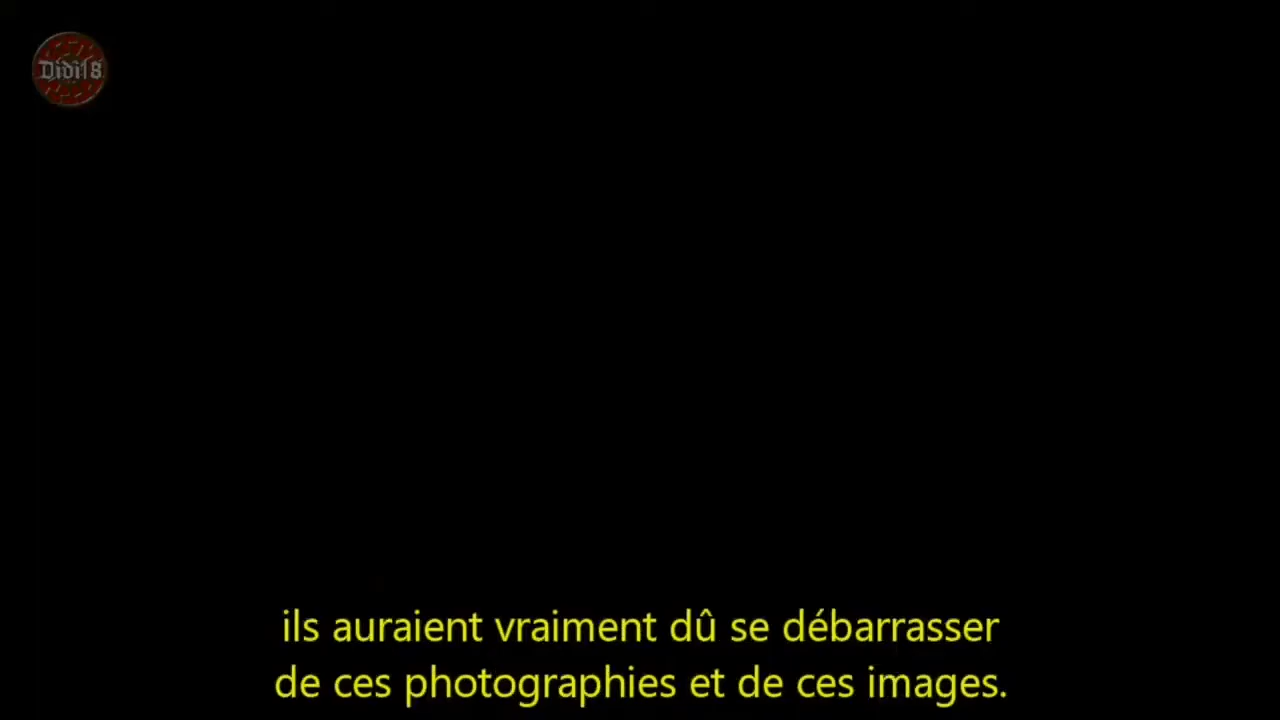 Didi18
ils auraient vraiment dû se débarrasser
de ces photographies et de ces images.